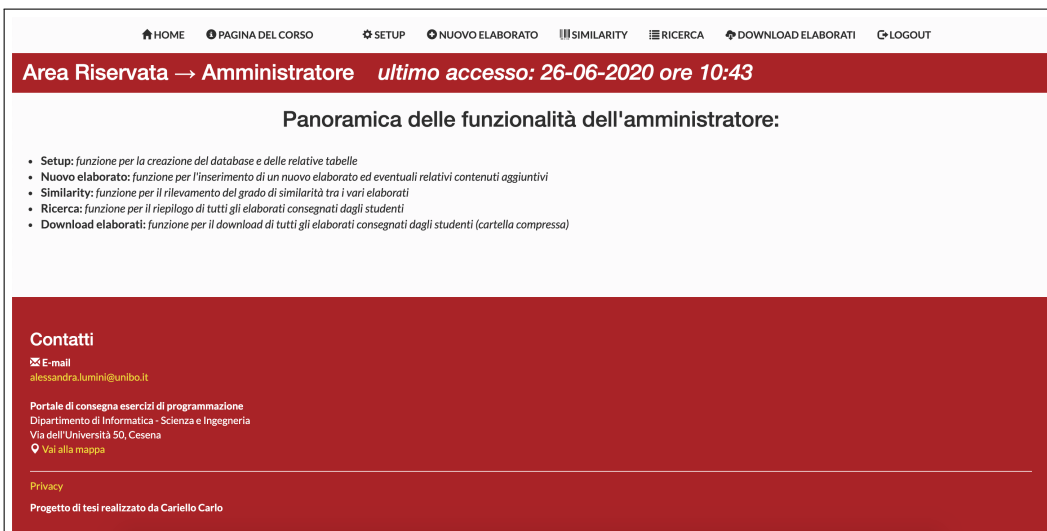 HOME PAGINA DEL CORSO SETUP NUOVO ELABORATO SIMILARITY RICERCA DOWNLOAD ELABORATI LOGOUT
Area Riservata → Amministratore ultimo accesso: 26-06-2020 ore 10:43
Panoramica delle funzionalità dell'amministratore:
• Setup: funzione per la creazione del database e delle relative tabelle
• Nuovo elaborato: funzione per l'inserimento di un nuovo elaborato ed eventuali relativi contenuti aggiuntivi
• Similarity: funzione per il rilevamento del grado di similarità tra i vari elaborati
• Ricerca: funzione per il riepilogo di tutti gli elaborati consegnati dagli studenti
• Download elaborati: funzione per il download di tutti gli elaborati consegnati dagli studenti (cartella compressa)
Contatti
E-mail
alessandra.lumini@unibo.it
Portale di consegna esercizi di programmazione
Dipartimento di Informatica - Scienza e Ingegneria
Via dell'Università 50, Cesena
Vai alla mappa
Privacy
Progetto di tesi realizzato da Cariello Carlo